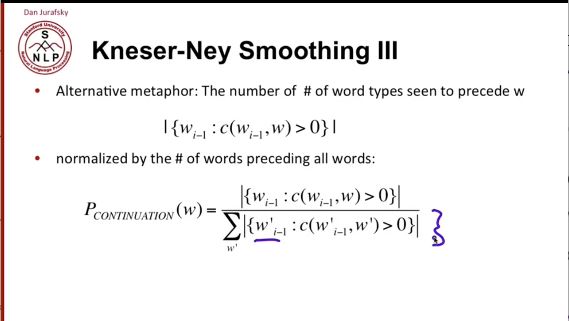 Dan Jurafsky
Stanford University
S
NLP
Natural Language Processing
Kneser-Ney Smoothing III
• Alternative metaphor: The number of # of word types seen to precede w
|{w_{i−1} : c(w_{i−1}, w) > 0}|
• normalized by the # of words preceding all words:
P_{CONTINUATION}(w) = |{w_{i−1} : c(w_{i−1}, w) > 0}| / ∑_{w'} |{w'_{i−1} : c(w'_{i−1}, w') > 0}|